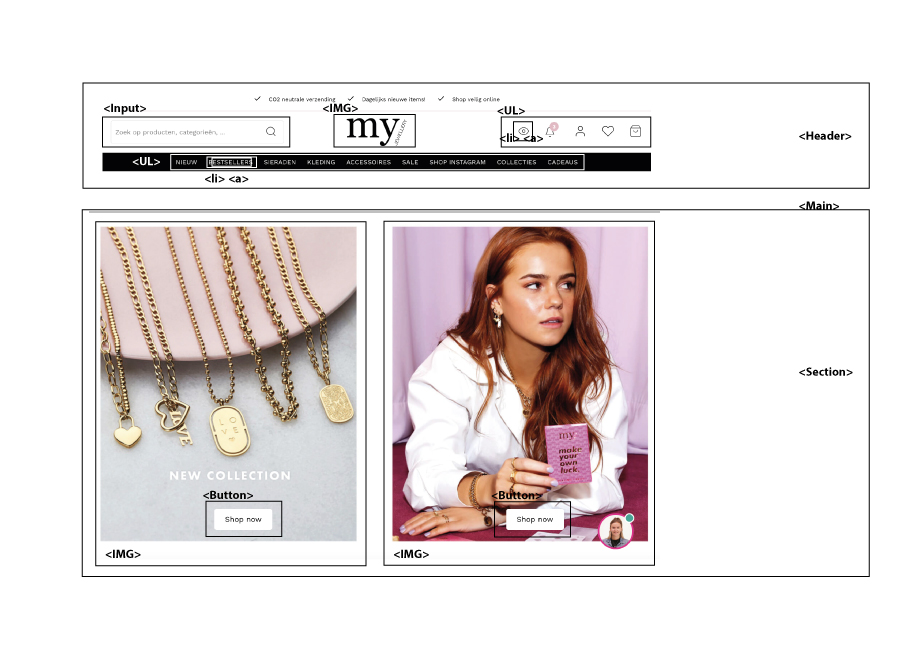 CO2 neutrale verzending Dagelijks nieuwe items! Shop veilig online
<Input> <IMG> <UL>
Zoek op producten, categorieën, ...
my
JEWELLERY
<li> <a>
<Header>
<UL> NIEUW BESTSELLERS SIERADEN KLEDING ACCESSOIRES SALE SHOP INSTAGRAM COLLECTIES CADEAUS
<li> <a>
<Main>
<Section>
LOVE
LOVE
my
make
your
own
luck.
NEW COLLECTION
<Button> <Button>
Shop now Shop now
<IMG> <IMG>